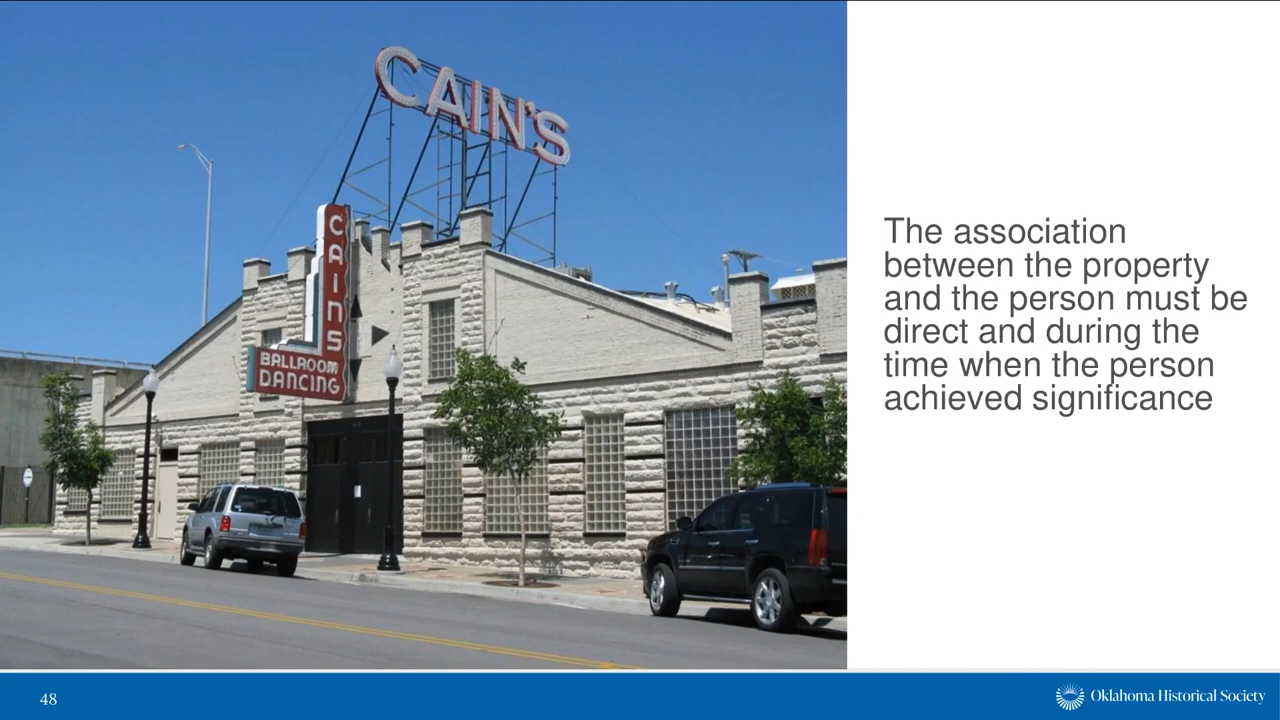 CAIN'S
CAINS
BALLROOM
DANCING
The association
between the property
and the person must be
direct and during the
time when the person
achieved significance
48
Oklahoma Historical Society